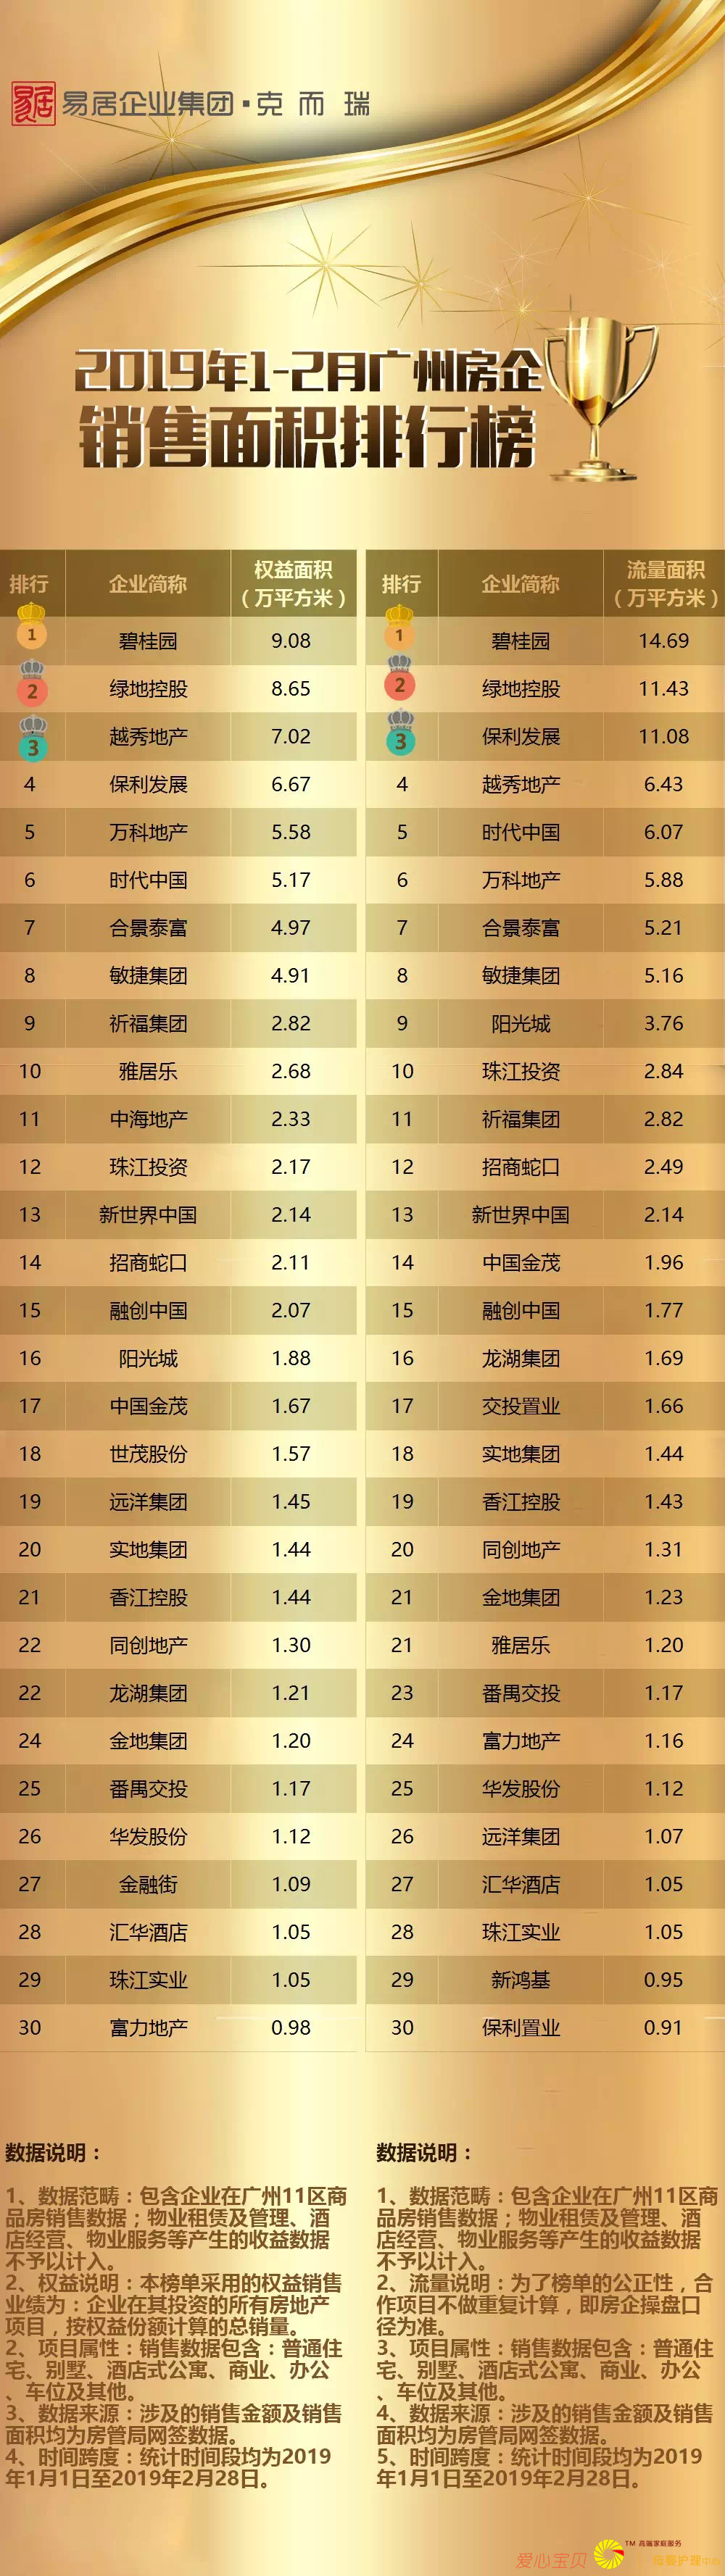 易居 易居企业集团·克而瑞
2019年1-2月广州房企
销售面积排行榜
排行 企业简称 权益面积（万平方米）
1 碧桂园 9.08
2 绿地控股 8.65
3 越秀地产 7.02
4 保利发展 6.67
5 万科地产 5.58
6 时代中国 5.17
7 合景泰富 4.97
8 敏捷集团 4.91
9 祈福集团 2.82
10 雅居乐 2.68
11 中海地产 2.33
12 珠江投资 2.17
13 新世界中国 2.14
14 招商蛇口 2.11
15 融创中国 2.07
16 阳光城 1.88
17 中国金茂 1.67
18 世茂股份 1.57
19 远洋集团 1.45
20 实地集团 1.44
21 香江控股 1.44
22 同创地产 1.30
22 龙湖集团 1.21
24 金地集团 1.20
25 番禺交投 1.17
26 华发股份 1.12
27 金融街 1.09
28 汇华酒店 1.05
29 珠江实业 1.05
30 富力地产 0.98
排行 企业简称 流量面积（万平方米）
1 碧桂园 14.69
2 绿地控股 11.43
3 保利发展 11.08
4 越秀地产 6.43
5 时代中国 6.07
6 万科地产 5.88
7 合景泰富 5.21
8 敏捷集团 5.16
9 阳光城 3.76
10 珠江投资 2.84
11 祈福集团 2.82
12 招商蛇口 2.49
13 新世界中国 2.14
14 中国金茂 1.96
15 融创中国 1.77
16 龙湖集团 1.69
17 交投置业 1.66
18 实地集团 1.44
19 香江控股 1.43
20 同创地产 1.31
21 金地集团 1.23
21 雅居乐 1.20
23 番禺交投 1.17
24 富力地产 1.16
25 华发股份 1.12
26 远洋集团 1.07
27 汇华酒店 1.05
28 珠江实业 1.05
29 新鸿基 0.95
30 保利置业 0.91
数据说明：
1、数据范畴：包含企业在广州11区商
品房销售数据；物业租赁及管理、酒
店经营、物业服务等产生的收益数据
不予以计入。
2、权益说明：本榜单采用的权益销售
业绩为：企业在其投资的所有房地产
项目，按权益份额计算的总销量。
2、项目属性：销售数据包含：普通住
宅、别墅、酒店式公寓、商业、办公
、车位及其他。
3、数据来源：涉及的销售金额及销售
面积均为房管局网签数据。
4、时间跨度：统计时间段均为2019
年1月1日至2019年2月28日。
数据说明：
1、数据范畴：包含企业在广州11区商
品房销售数据；物业租赁及管理、酒
店经营、物业服务等产生的收益数据
不予以计入。
2、流量说明：为了榜单的公正性，合
作项目不做重复计算，即房企操盘口
径为准。
3、项目属性：销售数据包含：普通住
宅、别墅、酒店式公寓、商业、办公
、车位及其他。
4、数据来源：涉及的销售金额及销售
面积均为房管局网签数据。
5、时间跨度：统计时间段均为2019
年1月1日至2019年2月28日。
爱心宝贝 TM 高端家庭服务